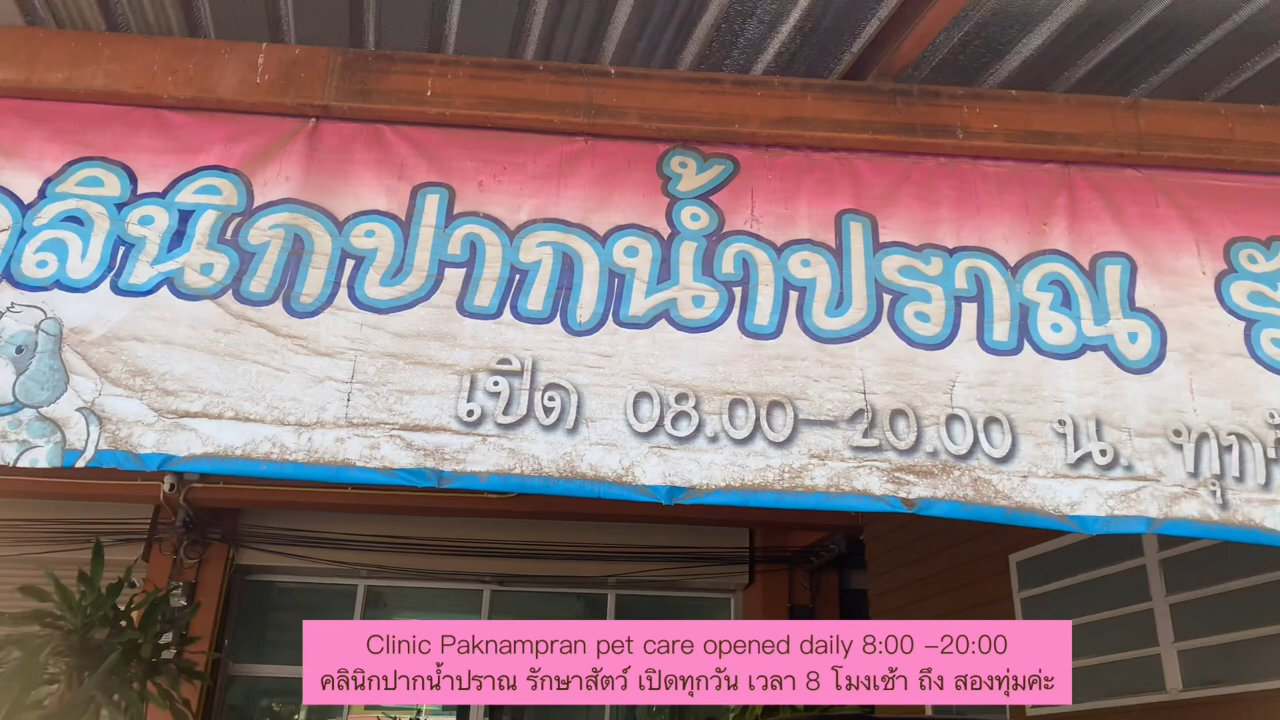 คลินิกปากน้ำปราณ
เปิด 08.00-20.00 น.
Clinic Paknampran pet care opened daily 8:00 -20:00
คลินิกปากน้ำปราณ รักษาสัตว์ เปิดทุกวัน เวลา 8 โมงเช้า ถึง สองทุ่มค่ะ